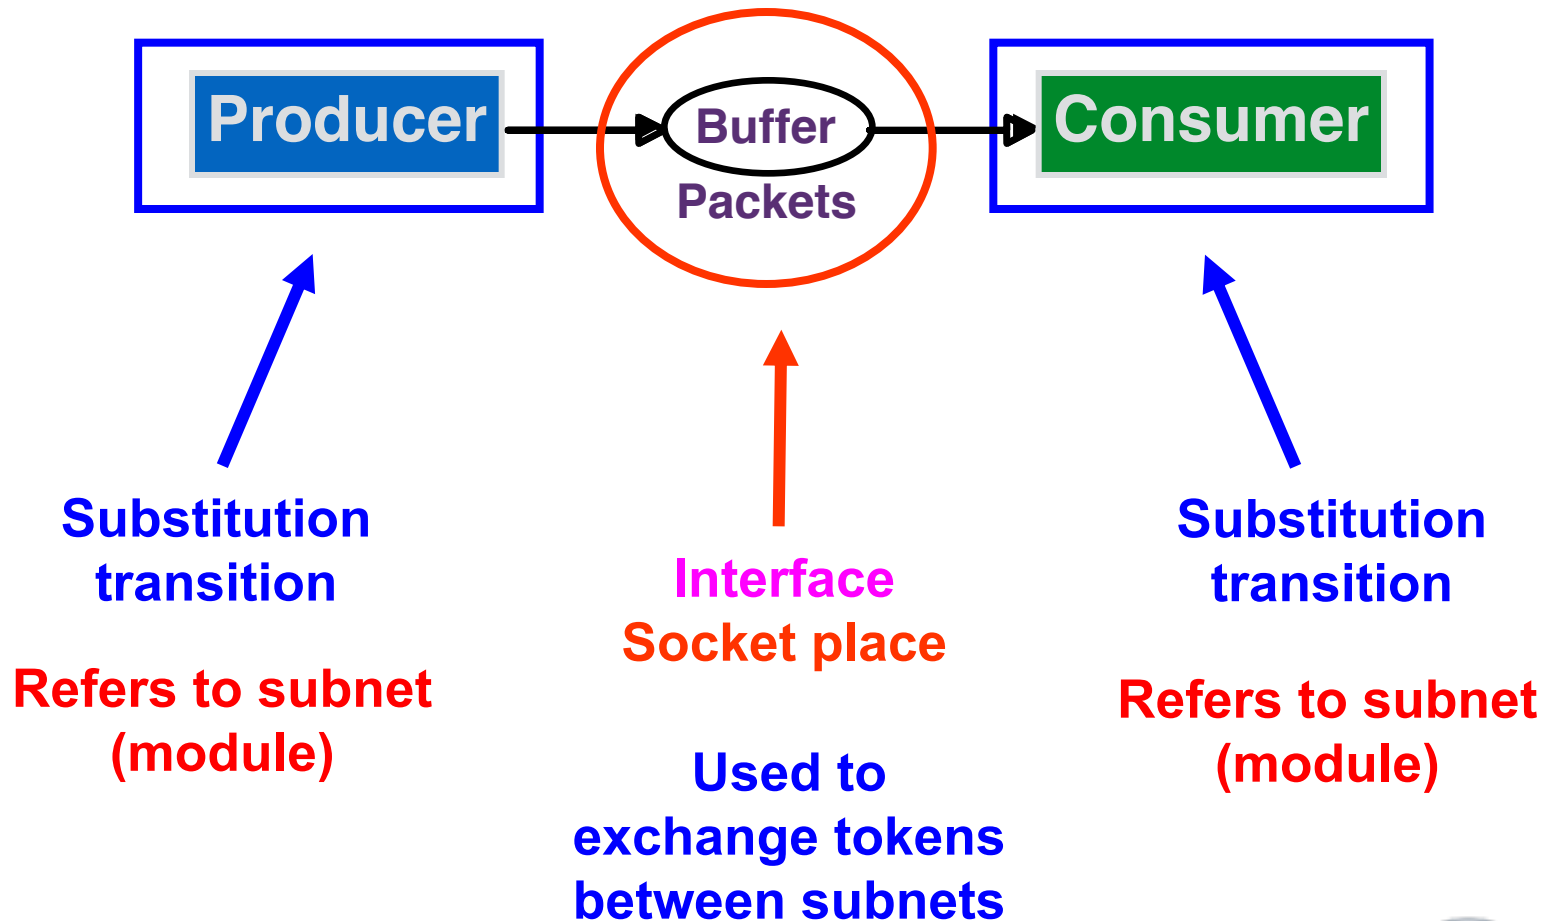 Producer
Buffer
Packets
Consumer
Substitution
transition
Refers to subnet
(module)
Interface
Socket place
Used to
exchange tokens
between subnets
Substitution
transition
Refers to subnet
(module)